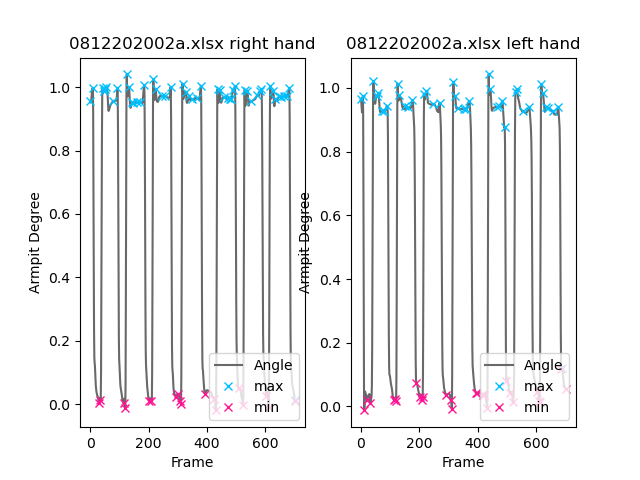 0812202002a.xlsx right hand
1.0
0.8
0.6
0.4
0.2
0.0
Armpit Degree
0
200
400
600
Frame
Angle
max
min
0812202002a.xlsx left hand
1.0
0.8
0.6
0.4
0.2
0.0
Armpit Degree
0
200
400
600
Frame
Angle
max
min